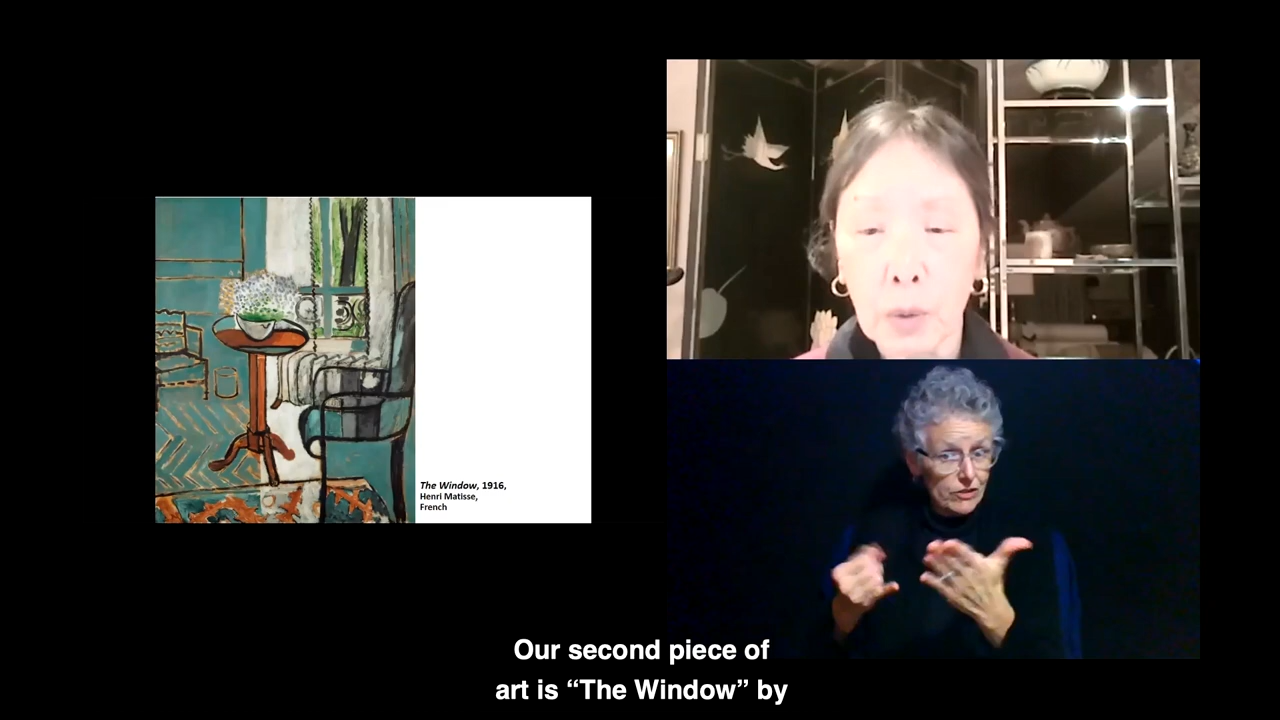 The Window, 1916,
Henri Matisse,
French
Our second piece of
art is “The Window” by